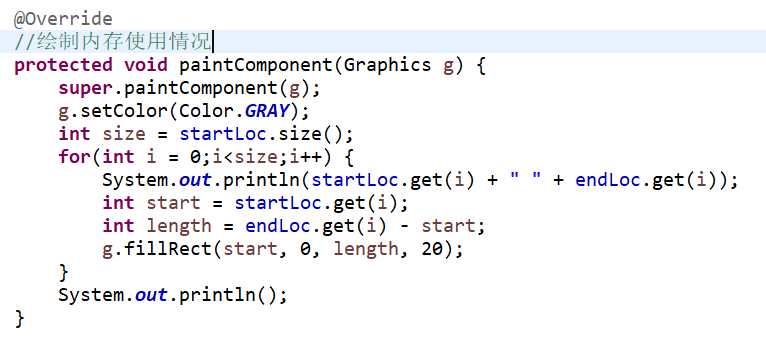 @Override
//绘制内存使用情况
protected void paintComponent(Graphics g) {
    super.paintComponent(g);
    g.setColor(Color.GRAY);
    int size = startLoc.size();
    for(int i = 0;i<size;i++) {
        System.out.println(startLoc.get(i) + " " + endLoc.get(i));
        int start = startLoc.get(i);
        int length = endLoc.get(i) - start;
        g.fillRect(start, 0, length, 20);
    }
    System.out.println();
}